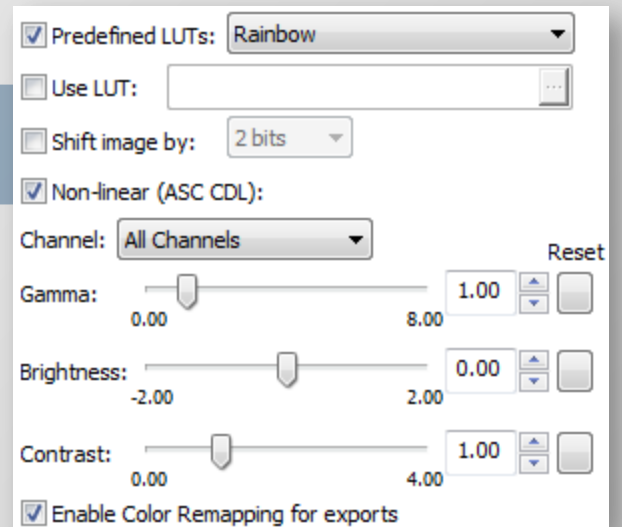 Predefined LUTs: Rainbow
Use LUT: ...
Shift image by: 2 bits
Non-linear (ASC CDL):
Channel: All Channels
Reset
Gamma: 1.00
0.00 8.00
Brightness: 0.00
-2.00 2.00
Contrast: 1.00
0.00 4.00
Enable Color Remapping for exports